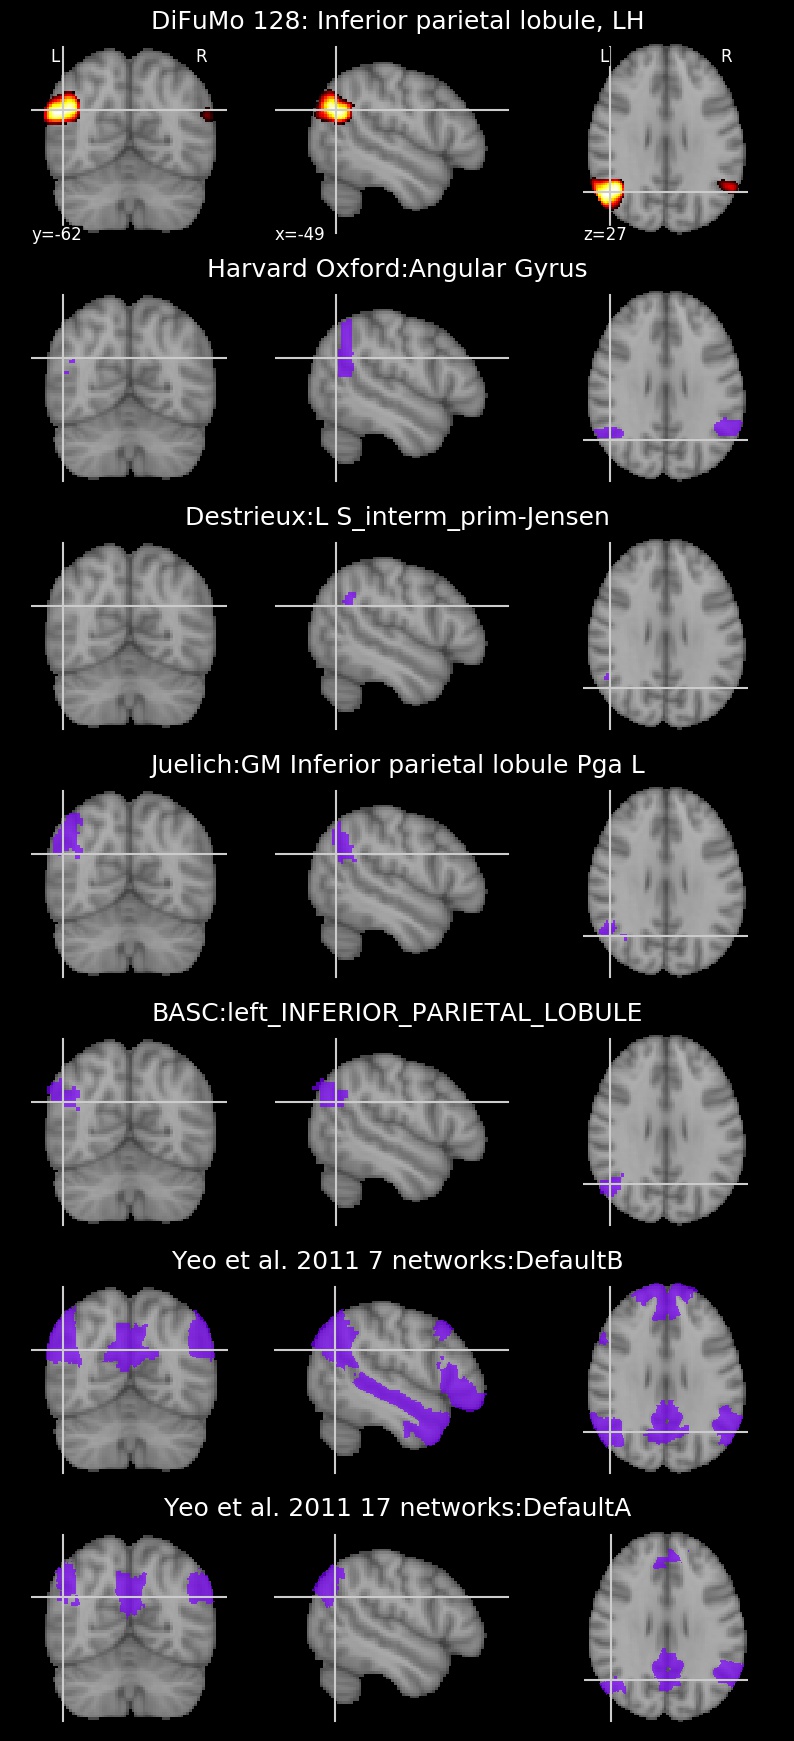 DiFuMo 128: Inferior parietal lobule, LH
L R L R
y=-62 x=-49 z=27
Harvard Oxford:Angular Gyrus
Destrieux:L S_interm_prim-Jensen
Juelich:GM Inferior parietal lobule Pga L
BASC:left_INFERIOR_PARIETAL_LOBULE
Yeo et al. 2011 7 networks:DefaultB
Yeo et al. 2011 17 networks:DefaultA